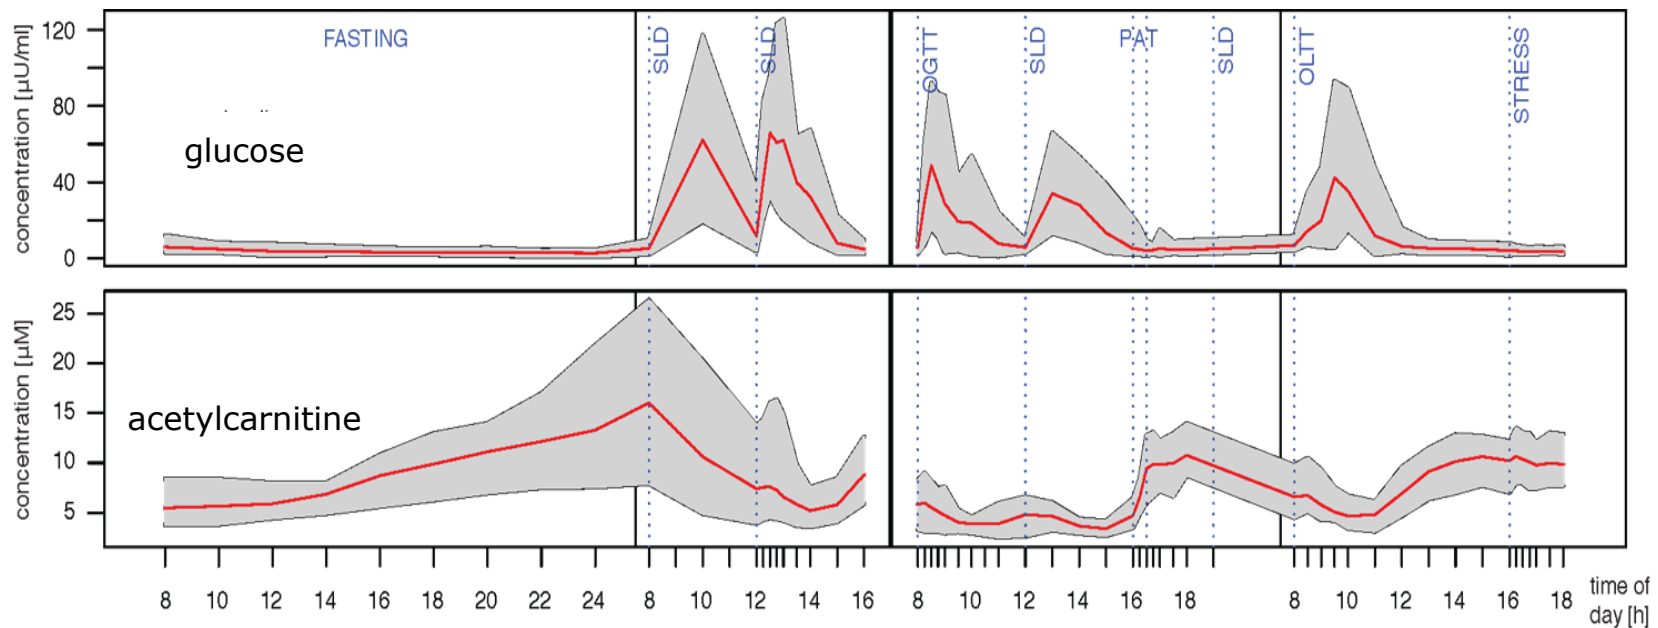 120
80
40
0
concentration [µU/ml]
FASTING
SLD
SLD
OGTT
SLD
PAT
SLD
OLTT
STRESS
glucose
25
20
15
10
5
concentration [µM]
acetylcarnitine
8 10 12 14 16 18 20 22 24 8 10 12 14 16 8 10 12 14 16 18 8 10 12 14 16 18
time of
day [h]